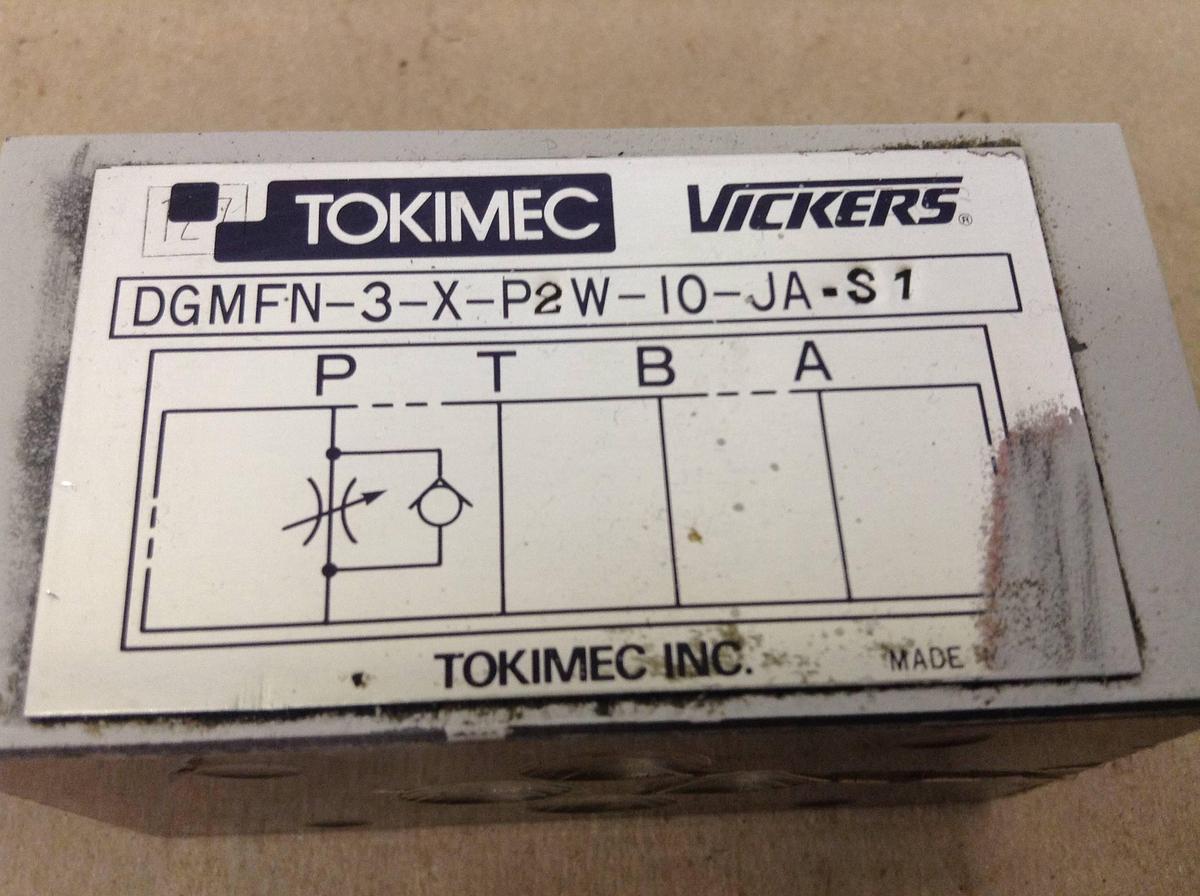 TOKIMEC VICKERS®
DGMFN-3-X-P2W-10-JA-S1
P T B A
TOKIMEC INC. MADE